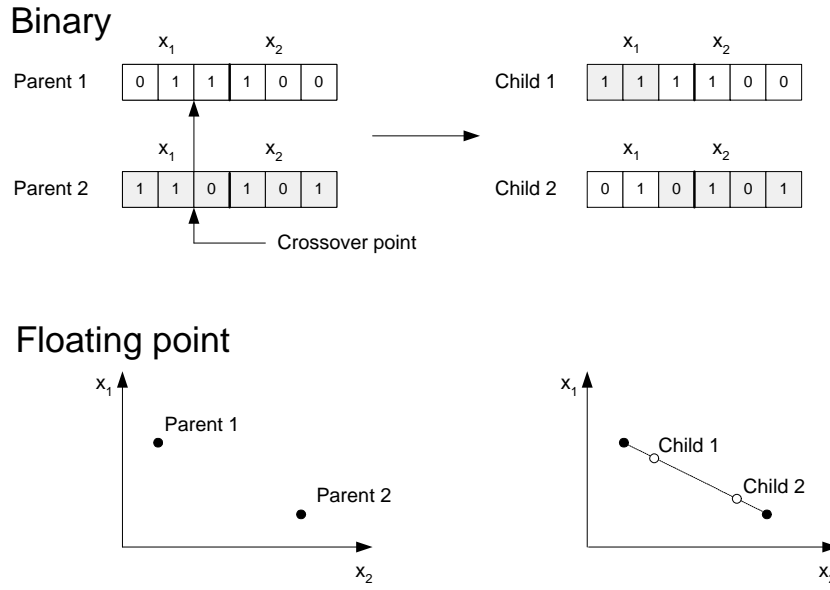 Binary
x1 x2 x1 x2
Parent 1 0 1 1 1 0 0 Child 1 1 1 1 1 0 0
x1 x2 x1 x2
Parent 2 1 1 0 1 0 1 Child 2 0 1 0 1 0 1
Crossover point
Floating point
x1 x1
Parent 1 Child 1
Parent 2 Child 2
x2 x